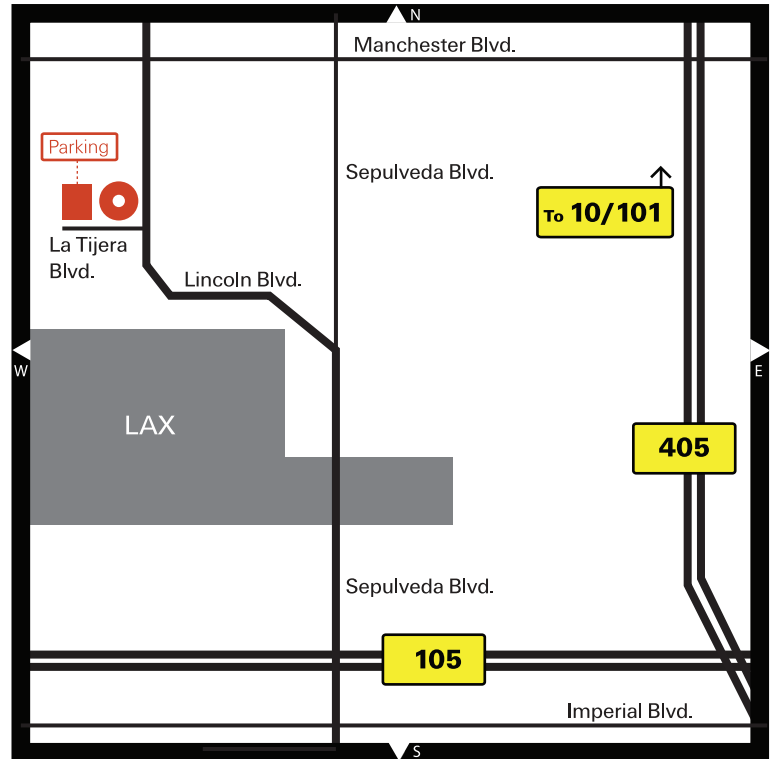 N
Manchester Blvd.
Parking
Sepulveda Blvd.
To 10/101
La Tijera
Blvd.
Lincoln Blvd.
W
E
LAX
405
Sepulveda Blvd.
105
Imperial Blvd.
S